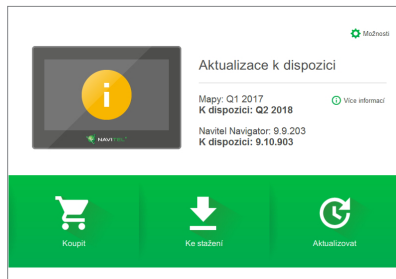 Možnosti
Aktualizace k dispozici
Mapy: Q1 2017
Více informací
K dispozici: Q2 2018
Navitel Navigator: 9.9.203
K dispozici: 9.10.903
NAVITEL®
Koupit
Ke stažení
Aktualizovat